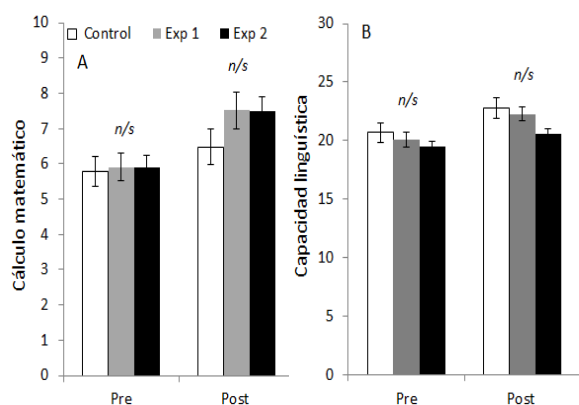 Control Exp 1 Exp 2
A
n/s
n/s
Cálculo matemático
10
9
8
7
6
5
4
3
2
1
0
Pre Post
B
n/s
n/s
Capacidad linguística
30
25
20
15
10
5
0
Pre Post